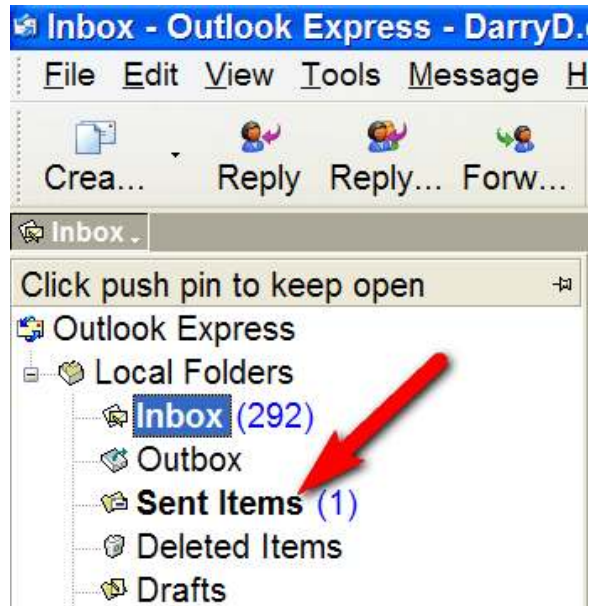 Inbox - Outlook Express - DarryD.
File Edit View Tools Message H
Crea... Reply Reply... Forw...
Inbox
Click push pin to keep open
Outlook Express
Local Folders
Inbox (292)
Outbox
Sent Items (1)
Deleted Items
Drafts